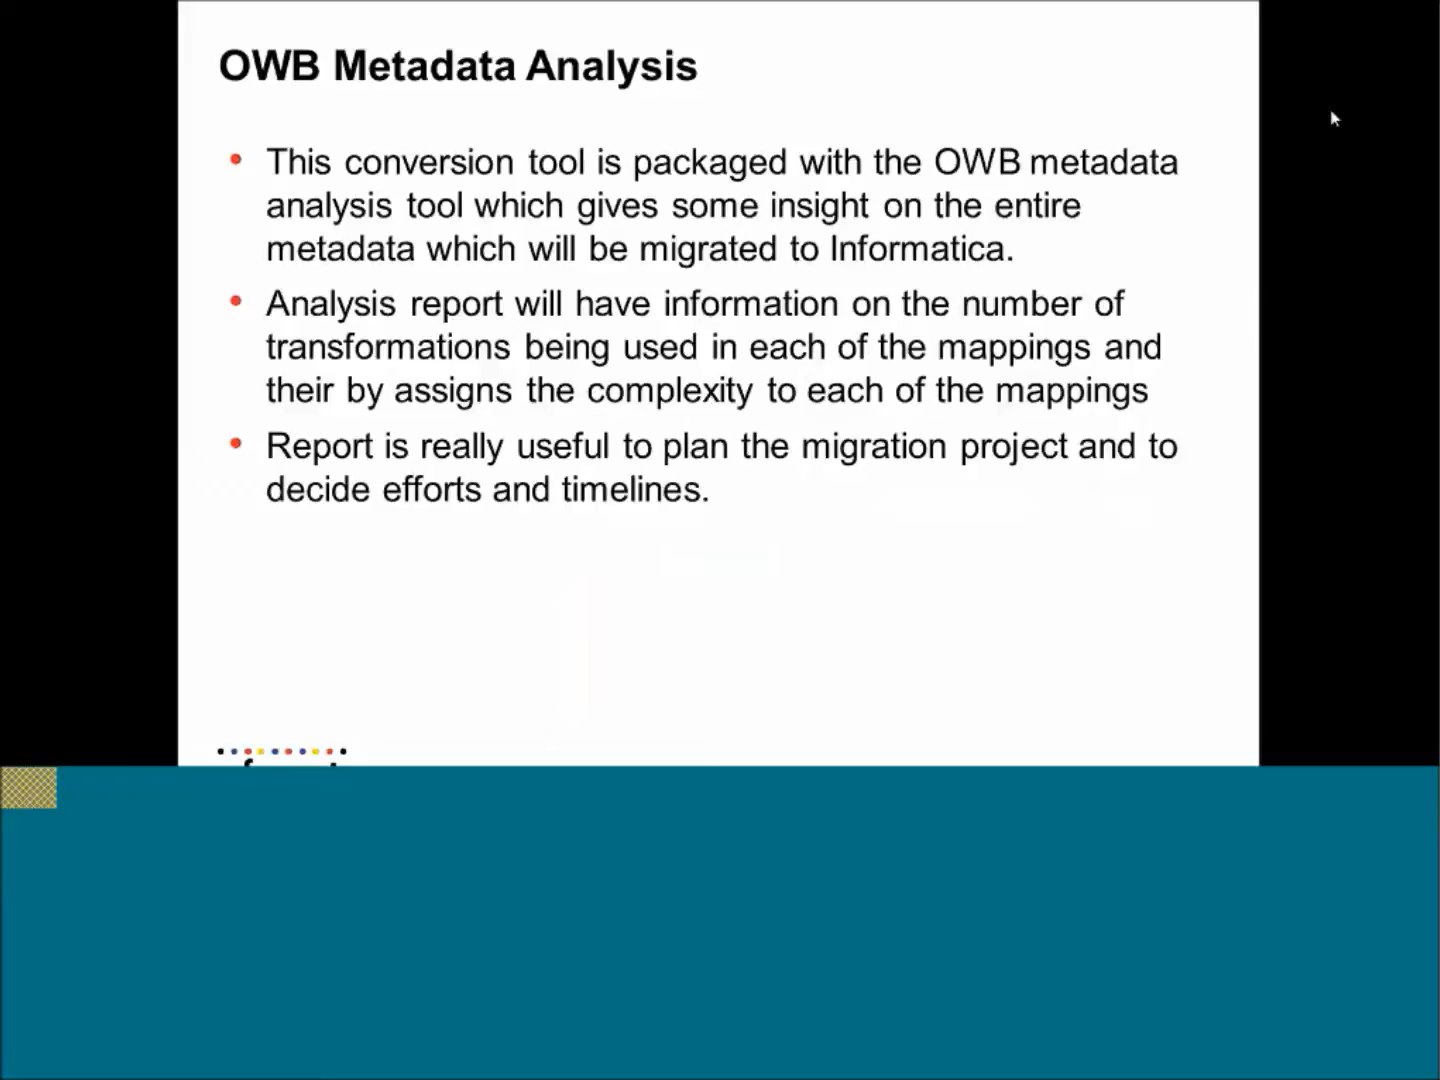 OWB Metadata Analysis
• This conversion tool is packaged with the OWB metadata
analysis tool which gives some insight on the entire
metadata which will be migrated to Informatica.
• Analysis report will have information on the number of
transformations being used in each of the mappings and
their by assigns the complexity to each of the mappings
• Report is really useful to plan the migration project and to
decide efforts and timelines.